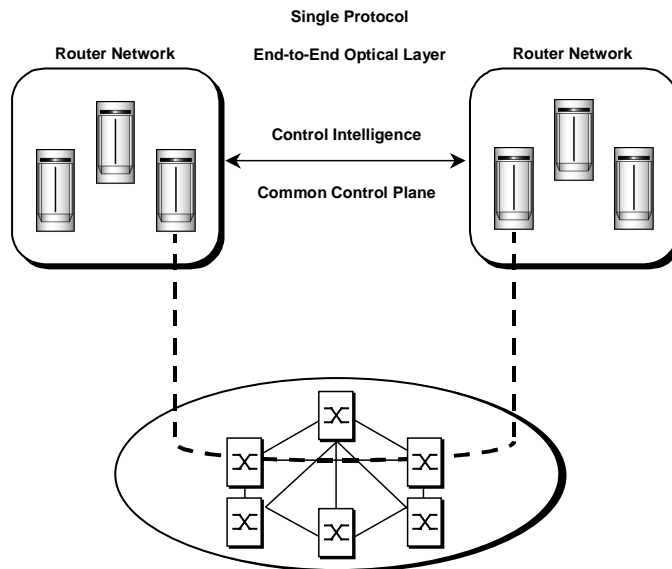 Single Protocol
Router Network
End-to-End Optical Layer
Router Network
Control Intelligence
Common Control Plane